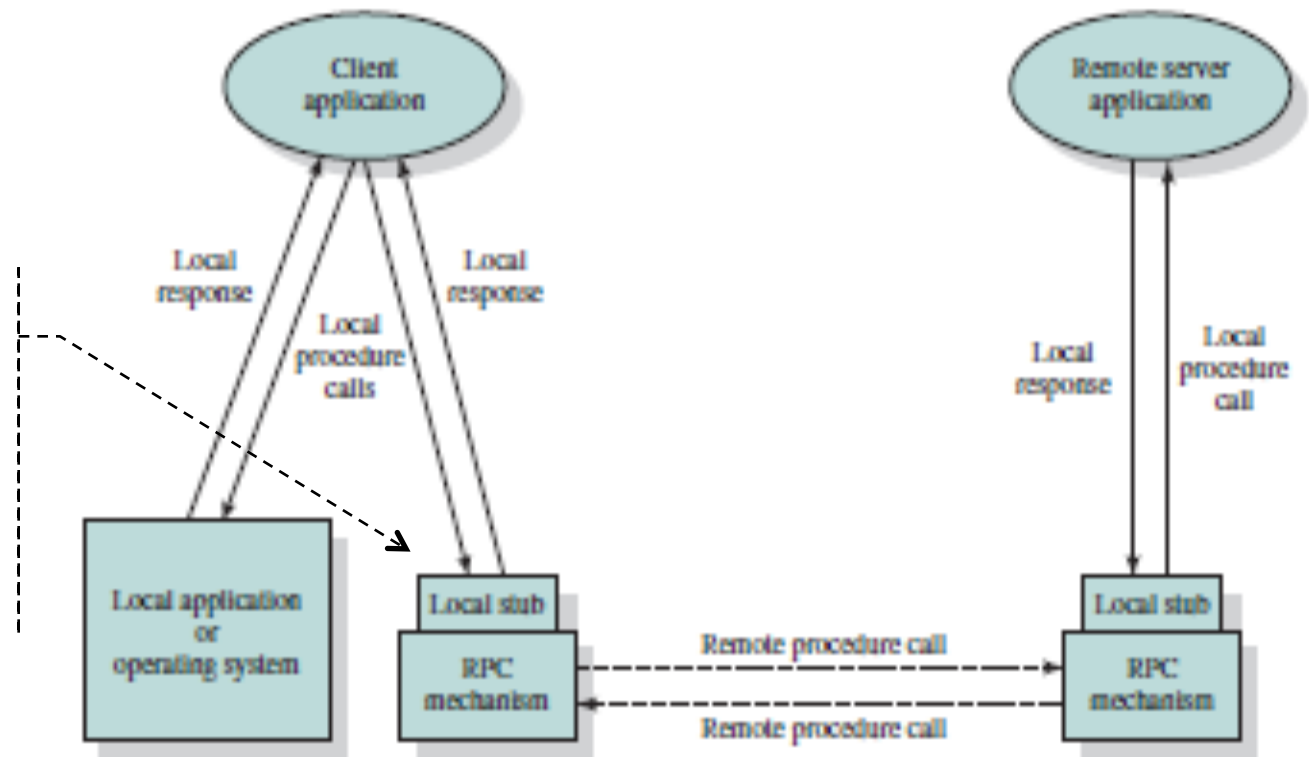 Client
application
Remote server
application
Local
response
Local
procedure
calls
Local
response
Local
response
Local
procedure
call
Local application
or
operating system
Local stub
RPC
mechanism
Remote procedure call
Remote procedure call
Local stub
RPC
mechanism